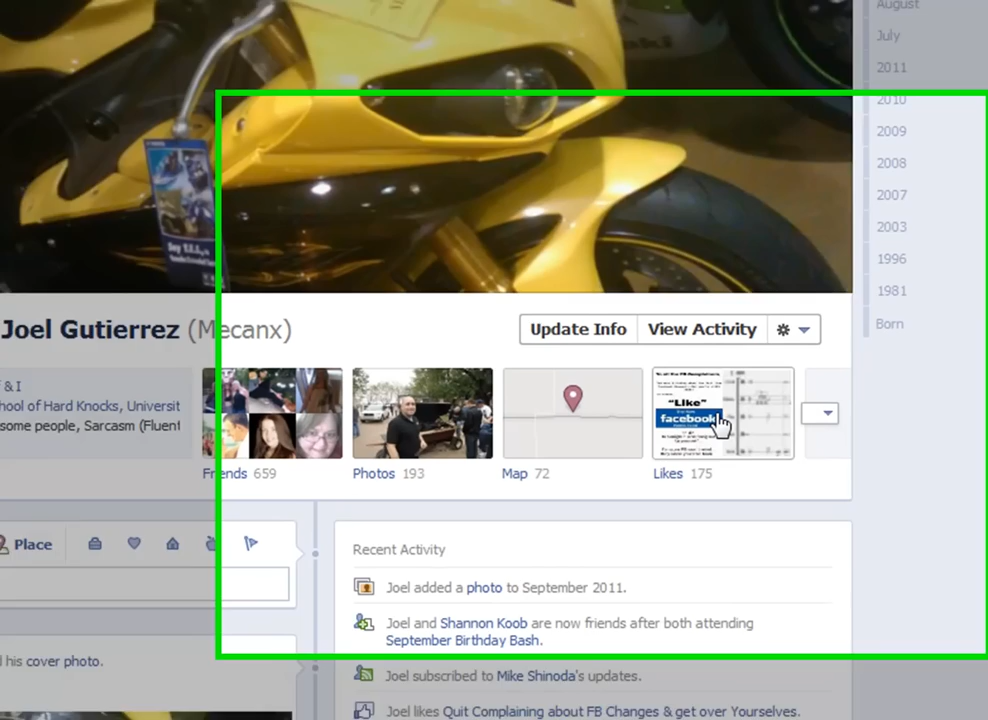 August
July
2011
2010
2009
2008
2007
2003
1996
1981
Born
Joel Gutierrez (Mecanx)
Update Info
View Activity
f & I
hool of Hard Knocks, Universit
some people, Sarcasm (Fluent
"Like"
facebook
Friends 659
Photos 193
Map 72
Likes 175
Place
Recent Activity
Joel added a photo to September 2011.
Joel and Shannon Koob are now friends after both attending
September Birthday Bash.
d his cover photo.
Joel subscribed to Mike Shinoda's updates.
Joel likes Quit Complaining about FB Changes & get over Yourselves.